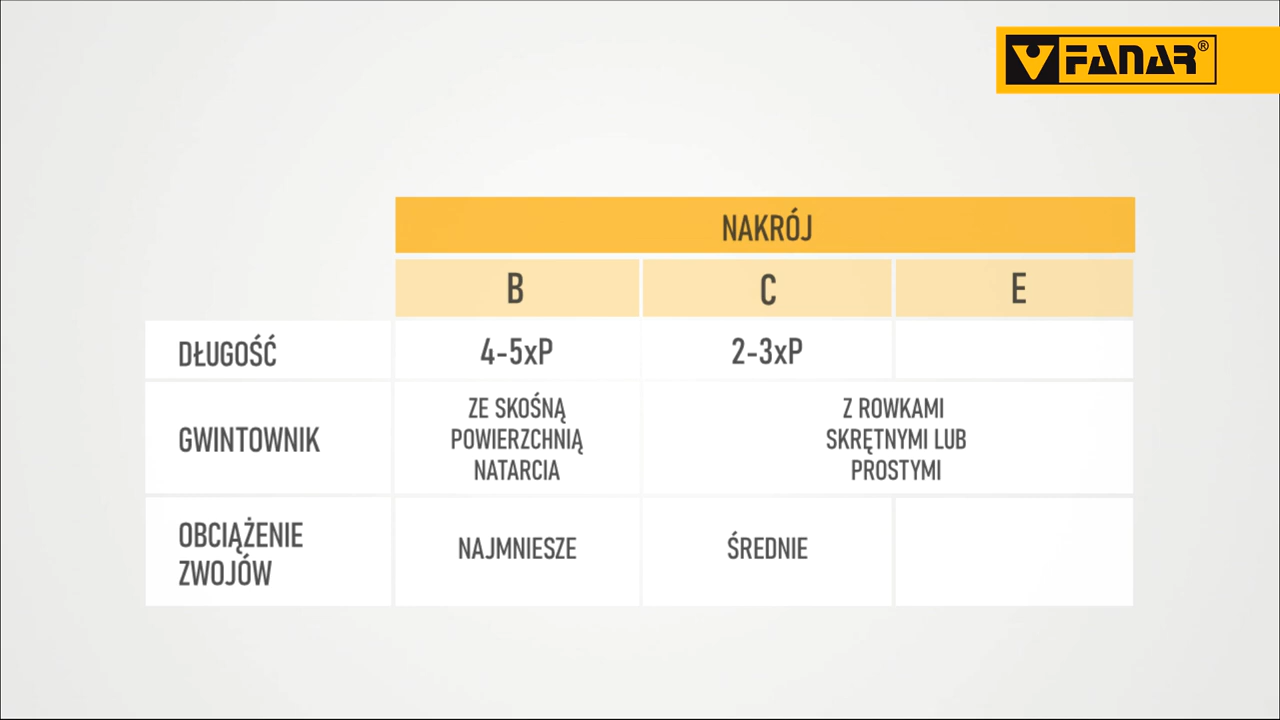 FANAR®
NAKRÓJ
B C E
DŁUGOŚĆ 4-5xP 2-3xP
GWINTOWNIK
ZE SKOŚNĄ
POWIERZCHNIĄ
NATARCIA
Z ROWKAMI
SKRĘTNYMI LUB
PROSTYMI
OBCIĄŻENIE
ZWOJÓW
NAJMNIESZE
ŚREDNIE